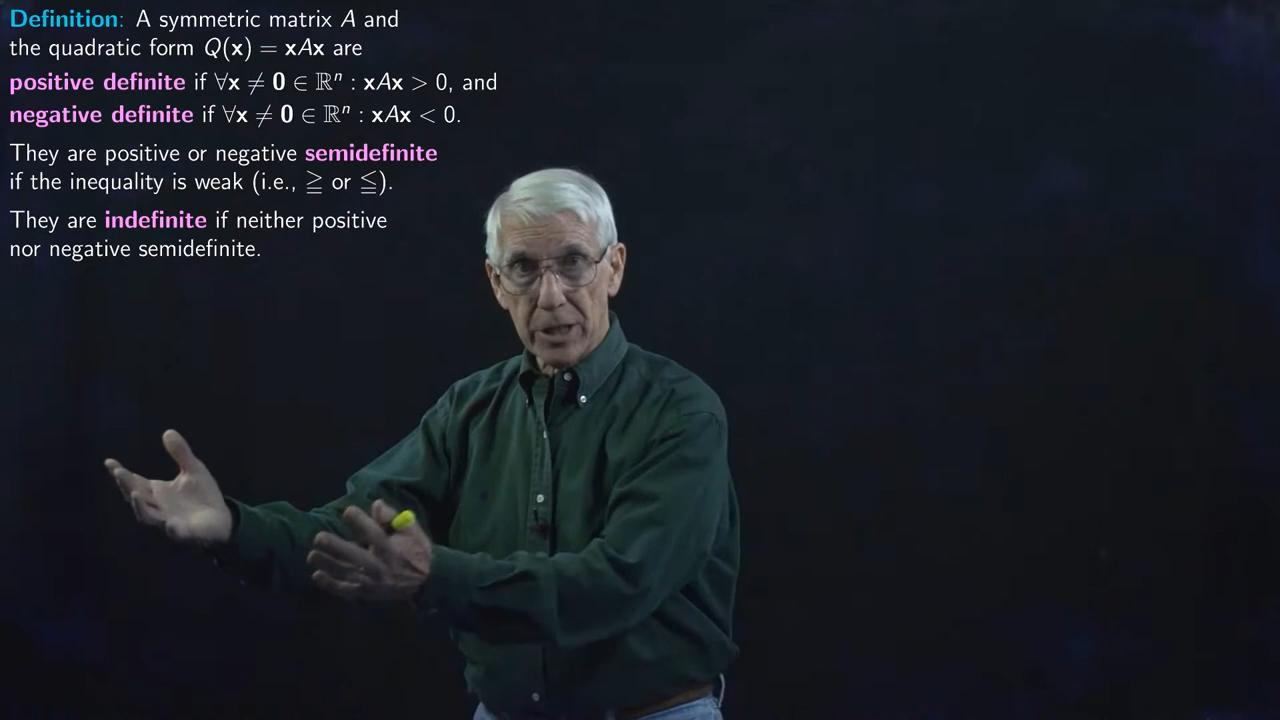 Definition: A symmetric matrix A and
the quadratic form Q(x) = xAx are
positive definite if ∀x ≠ 0 ∈ ℝⁿ : xAx > 0, and
negative definite if ∀x ≠ 0 ∈ ℝⁿ : xAx < 0.
They are positive or negative semidefinite
if the inequality is weak (i.e., ≧ or ≦).
They are indefinite if neither positive
nor negative semidefinite.